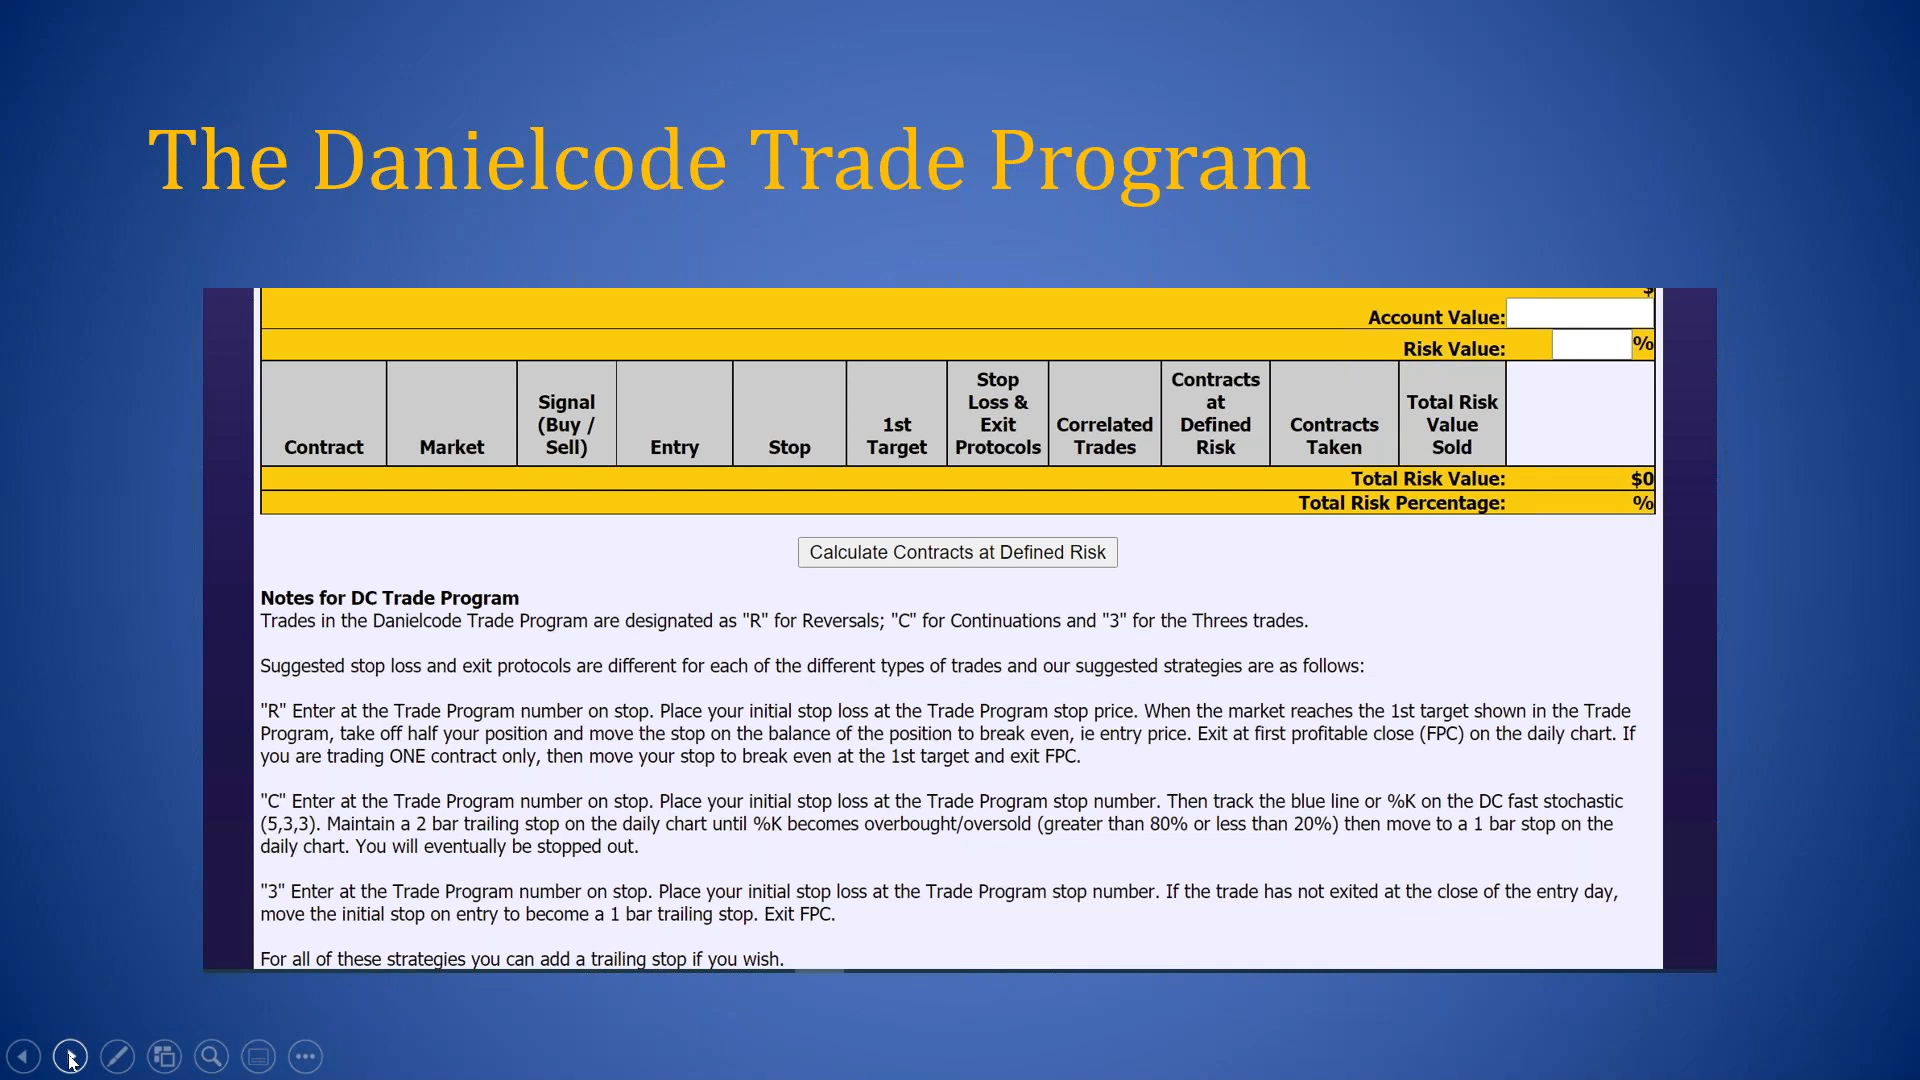 The Danielcode Trade Program
$
Account Value:
Risk Value: %
Contract
Market
Signal
(Buy /
Sell)
Entry
Stop
1st
Target
Stop
Loss &
Exit
Protocols
Correlated
Trades
Contracts
at
Defined
Risk
Contracts
Taken
Total Risk
Value
Sold
Total Risk Value: $0
Total Risk Percentage: %
Calculate Contracts at Defined Risk
Notes for DC Trade Program
Trades in the Danielcode Trade Program are designated as "R" for Reversals; "C" for Continuations and "3" for the Threes trades.
Suggested stop loss and exit protocols are different for each of the different types of trades and our suggested strategies are as follows:
"R" Enter at the Trade Program number on stop. Place your initial stop loss at the Trade Program stop price. When the market reaches the 1st target shown in the Trade
Program, take off half your position and move the stop on the balance of the position to break even, ie entry price. Exit at first profitable close (FPC) on the daily chart. If
you are trading ONE contract only, then move your stop to break even at the 1st target and exit FPC.
"C" Enter at the Trade Program number on stop. Place your initial stop loss at the Trade Program stop number. Then track the blue line or %K on the DC fast stochastic
(5,3,3). Maintain a 2 bar trailing stop on the daily chart until %K becomes overbought/oversold (greater than 80% or less than 20%) then move to a 1 bar stop on the
daily chart. You will eventually be stopped out.
"3" Enter at the Trade Program number on stop. Place your initial stop loss at the Trade Program stop number. If the trade has not exited at the close of the entry day,
move the initial stop on entry to become a 1 bar trailing stop. Exit FPC.
For all of these strategies you can add a trailing stop if you wish.